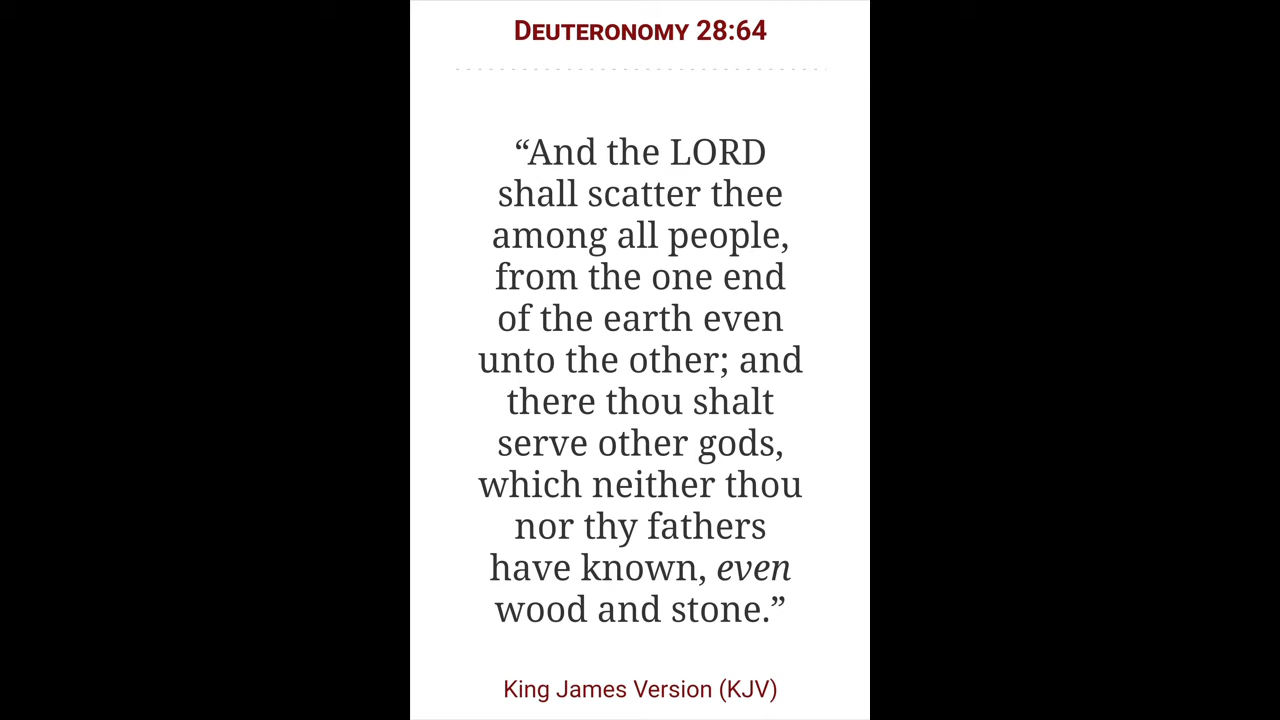 Deuteronomy 28:64
“And the LORD
shall scatter thee
among all people,
from the one end
of the earth even
unto the other; and
there thou shalt
serve other gods,
which neither thou
nor thy fathers
have known, even
wood and stone.”
King James Version (KJV)